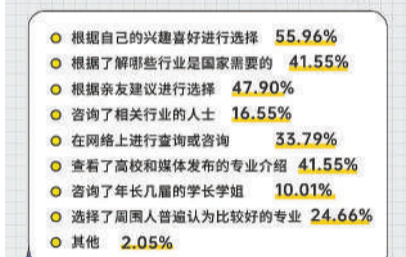 根据自己的兴趣喜好进行选择 55.96%
根据了解哪些行业是国家需要的 41.55%
根据亲友建议进行选择 47.90%
咨询了相关行业的人士 16.55%
在网络上进行查询或咨询 33.79%
查看了高校和媒体发布的专业介绍 41.55%
咨询了年长几届的学长学姐 10.01%
选择了周围人普遍认为比较好的专业 24.66%
其他 2.05%